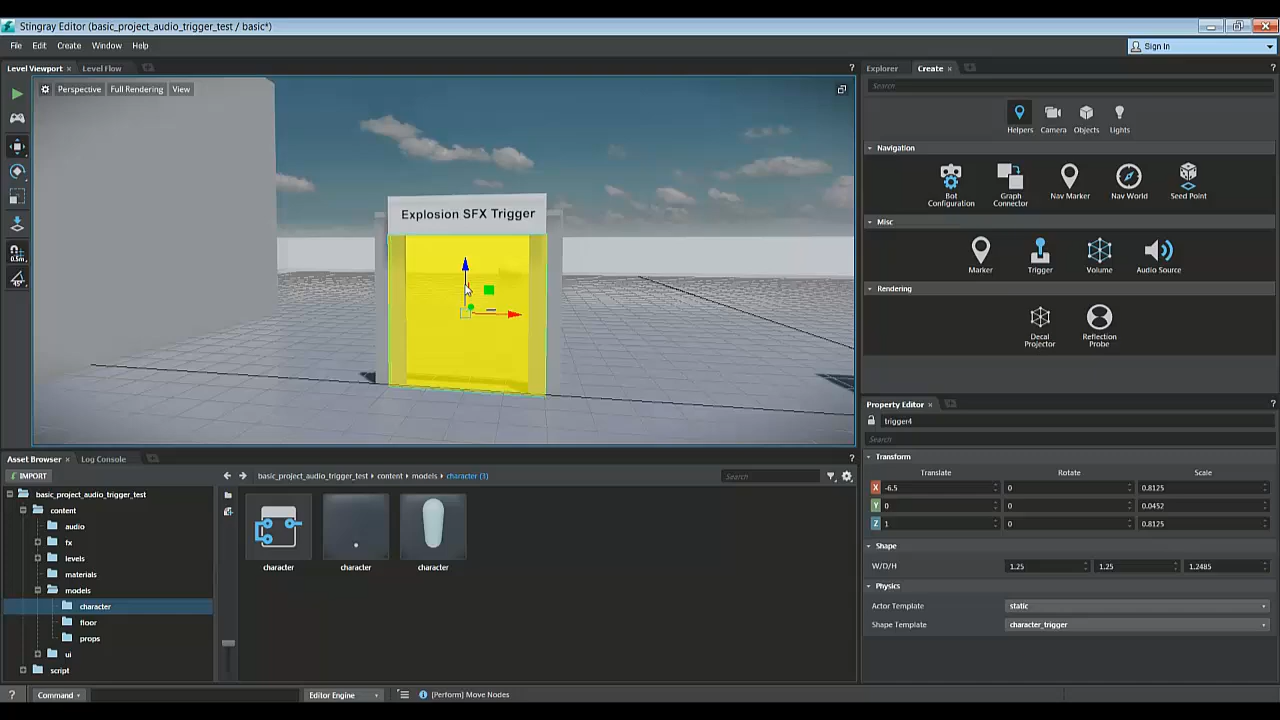 Stingray Editor (basic_project_audio_trigger_test / basic*)
File Edit Create Window Help
Sign In
Level Viewport Level Flow
Explorer Create
Perspective Full Rendering View
Search
Helpers Camera Objects Lights
Navigation
Bot Configuration
Graph Connector
Nav Marker
Nav World
Seed Point
Misc
Marker Trigger Volume Audio Source
Rendering
Decal Projector
Reflection Probe
Explosion SFX Trigger
0.5m
45°
Property Editor
trigger4
Search
Transform
Translate Rotate Scale
X -6.5 0 0.8125
Y 0 0 0.0452
Z 1 0 0.8125
Shape
W/D/H 1.25 1.25 1.2485
Physics
Actor Template static
Shape Template character_trigger
Asset Browser Log Console
IMPORT
basic_project_audio_trigger_test content models character (3)
Search
basic_project_audio_trigger_test
content
audio
fx
levels
materials
models
character
floor
props
ui
script
character character character
? Command Editor Engine [Perform] Move Nodes